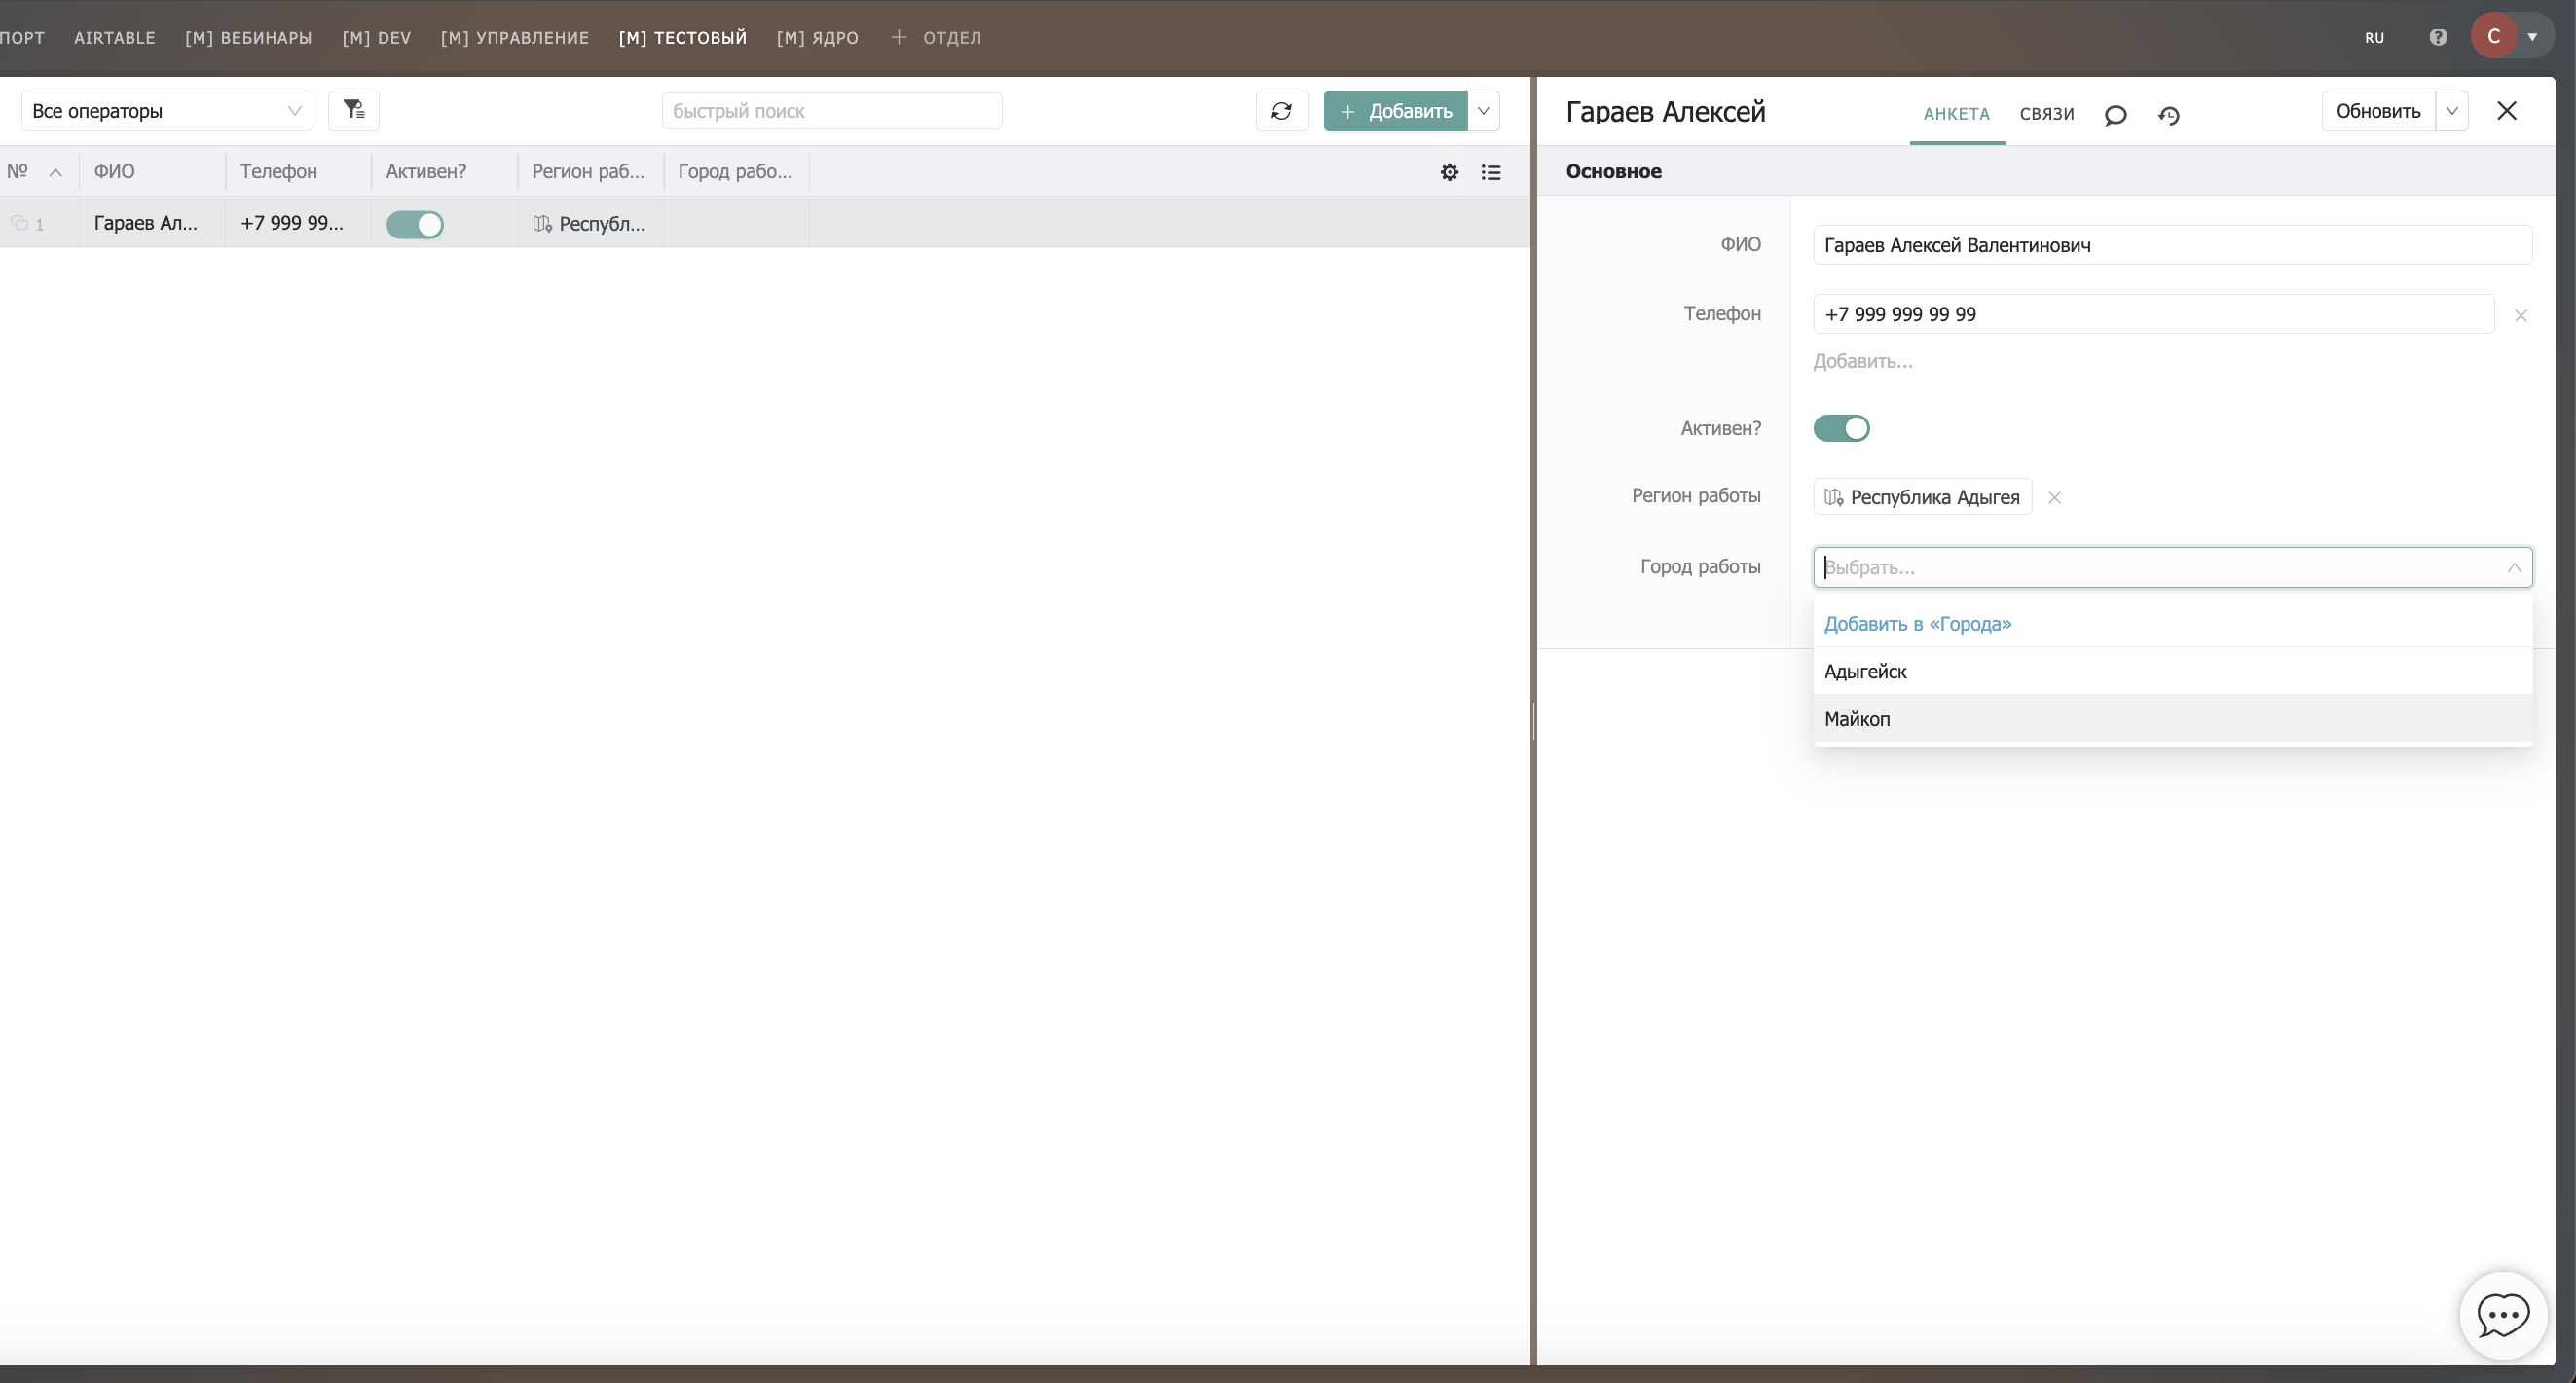 ПОРТ AIRTABLE [М] ВЕБИНАРЫ [М] DEV [М] УПРАВЛЕНИЕ [М] ТЕСТОВЫЙ [М] ЯДРО + ОТДЕЛ RU ? С
Все операторы быстрый поиск + Добавить
№ ФИО Телефон Активен? Регион раб... Город рабо...
1 Гараев Ал... +7 999 99... Республ...
Гараев Алексей АНКЕТА СВЯЗИ Обновить
Основное
ФИО Гараев Алексей Валентинович
Телефон +7 999 999 99 99
Добавить...
Активен?
Регион работы Республика Адыгея
Город работы Выбрать...
Добавить в «Города»
Адыгейск
Майкоп